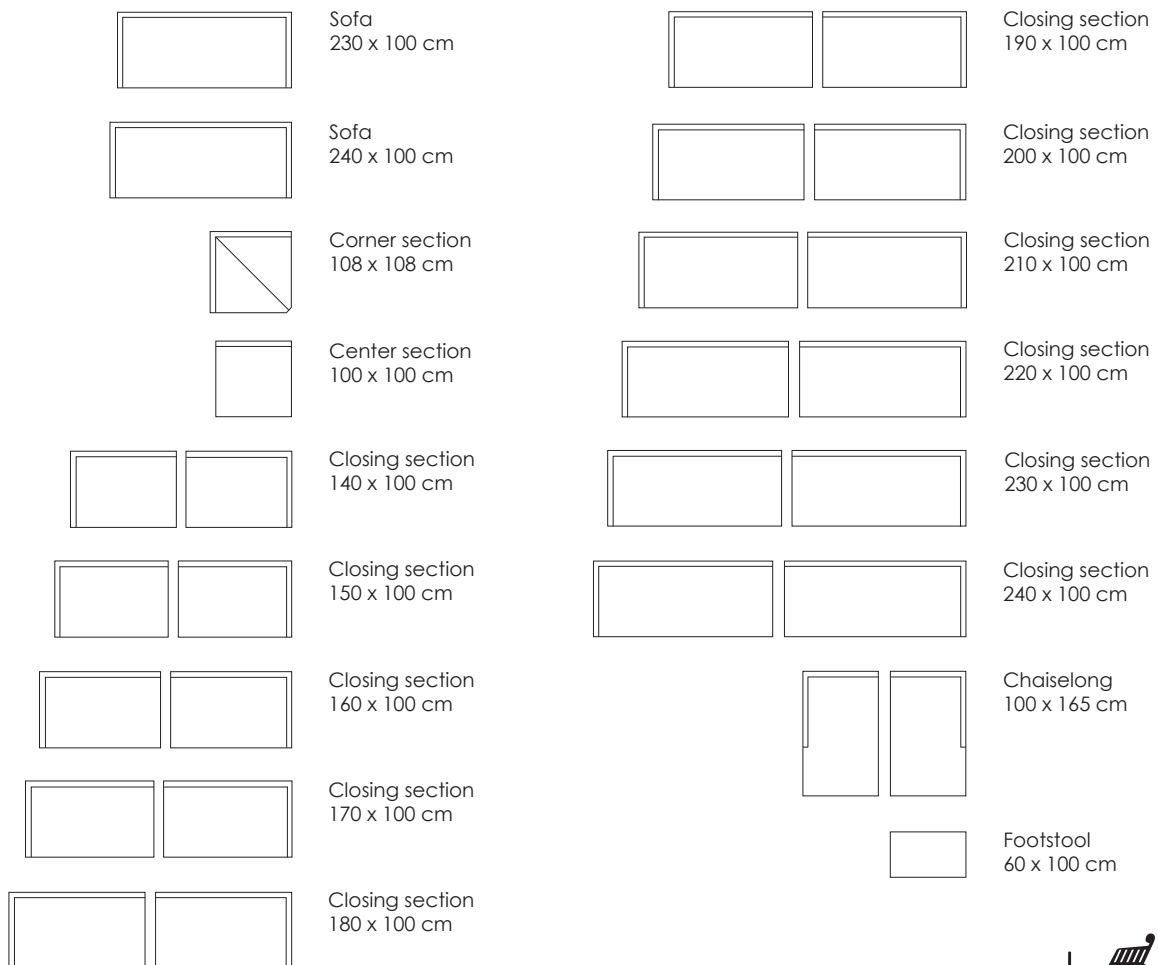 Sofa
230 x 100 cm
Sofa
240 x 100 cm
Corner section
108 x 108 cm
Center section
100 x 100 cm
Closing section
140 x 100 cm
Closing section
150 x 100 cm
Closing section
160 x 100 cm
Closing section
170 x 100 cm
Closing section
180 x 100 cm
Closing section
190 x 100 cm
Closing section
200 x 100 cm
Closing section
210 x 100 cm
Closing section
220 x 100 cm
Closing section
230 x 100 cm
Closing section
240 x 100 cm
Chaiselong
100 x 165 cm
Footstool
60 x 100 cm